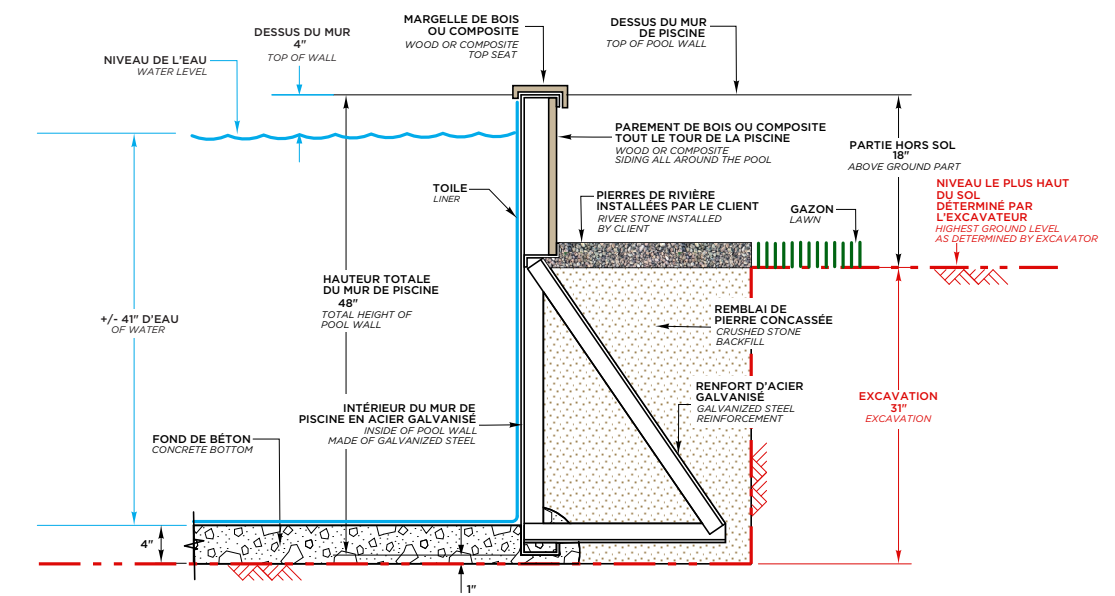 MARGELLE DE BOIS
OU COMPOSITE
WOOD OR COMPOSITE
TOP SEAT
DESSUS DU MUR
DE PISCINE
TOP OF POOL WALL
DESSUS DU MUR
4"
TOP OF WALL
NIVEAU DE L'EAU
WATER LEVEL
PAREMENT DE BOIS OU COMPOSITE
TOUT LE TOUR DE LA PISCINE
WOOD OR COMPOSITE
SIDING ALL AROUND THE POOL
PARTIE HORS SOL
18"
ABOVE GROUND PART
NIVEAU LE PLUS HAUT
DU SOL
DÉTERMINÉ PAR
L'EXCAVATEUR
HIGHEST GROUND LEVEL
AS DETERMINED BY EXCAVATOR
TOILE
LINER
PIERRES DE RIVIÈRE
INSTALLÉES PAR LE CLIENT
RIVER STONE INSTALLED
BY CLIENT
GAZON
LAWN
HAUTEUR TOTALE
DU MUR DE PISCINE
48"
TOTAL HEIGHT OF
POOL WALL
+/- 41" D'EAU
OF WATER
REMBLAI DE
PIERRE CONCASSÉE
CRUSHED STONE
BACKFILL
RENFORT D'ACIER
GALVANISÉ
GALVANIZED STEEL
REINFORCEMENT
EXCAVATION
31"
EXCAVATION
INTÉRIEUR DU MUR DE
PISCINE EN ACIER GALVANISÉ
INSIDE OF POOL WALL
MADE OF GALVANIZED STEEL
FOND DE BÉTON
CONCRETE BOTTOM
4"
1"